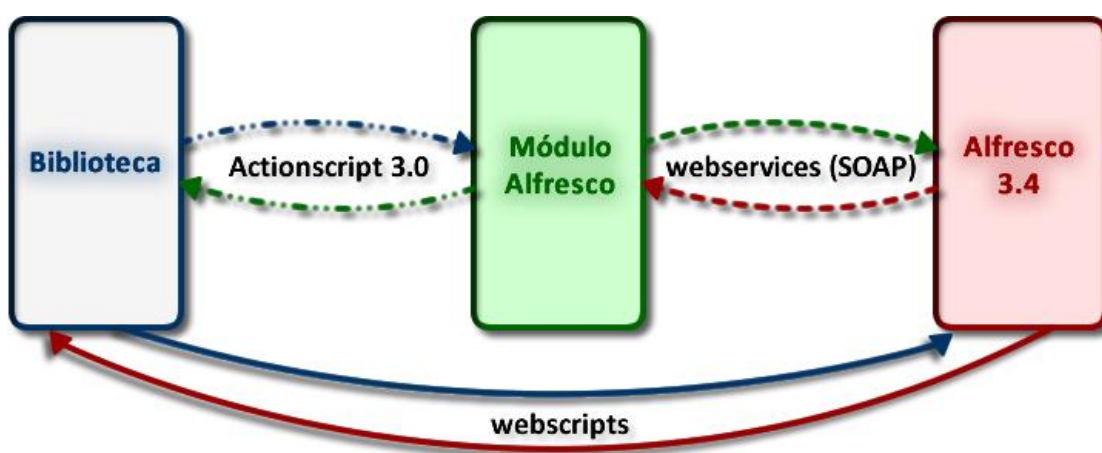 Biblioteca
Actionscript 3.0
Módulo
Alfresco
webservices (SOAP)
Alfresco
3.4
webscripts